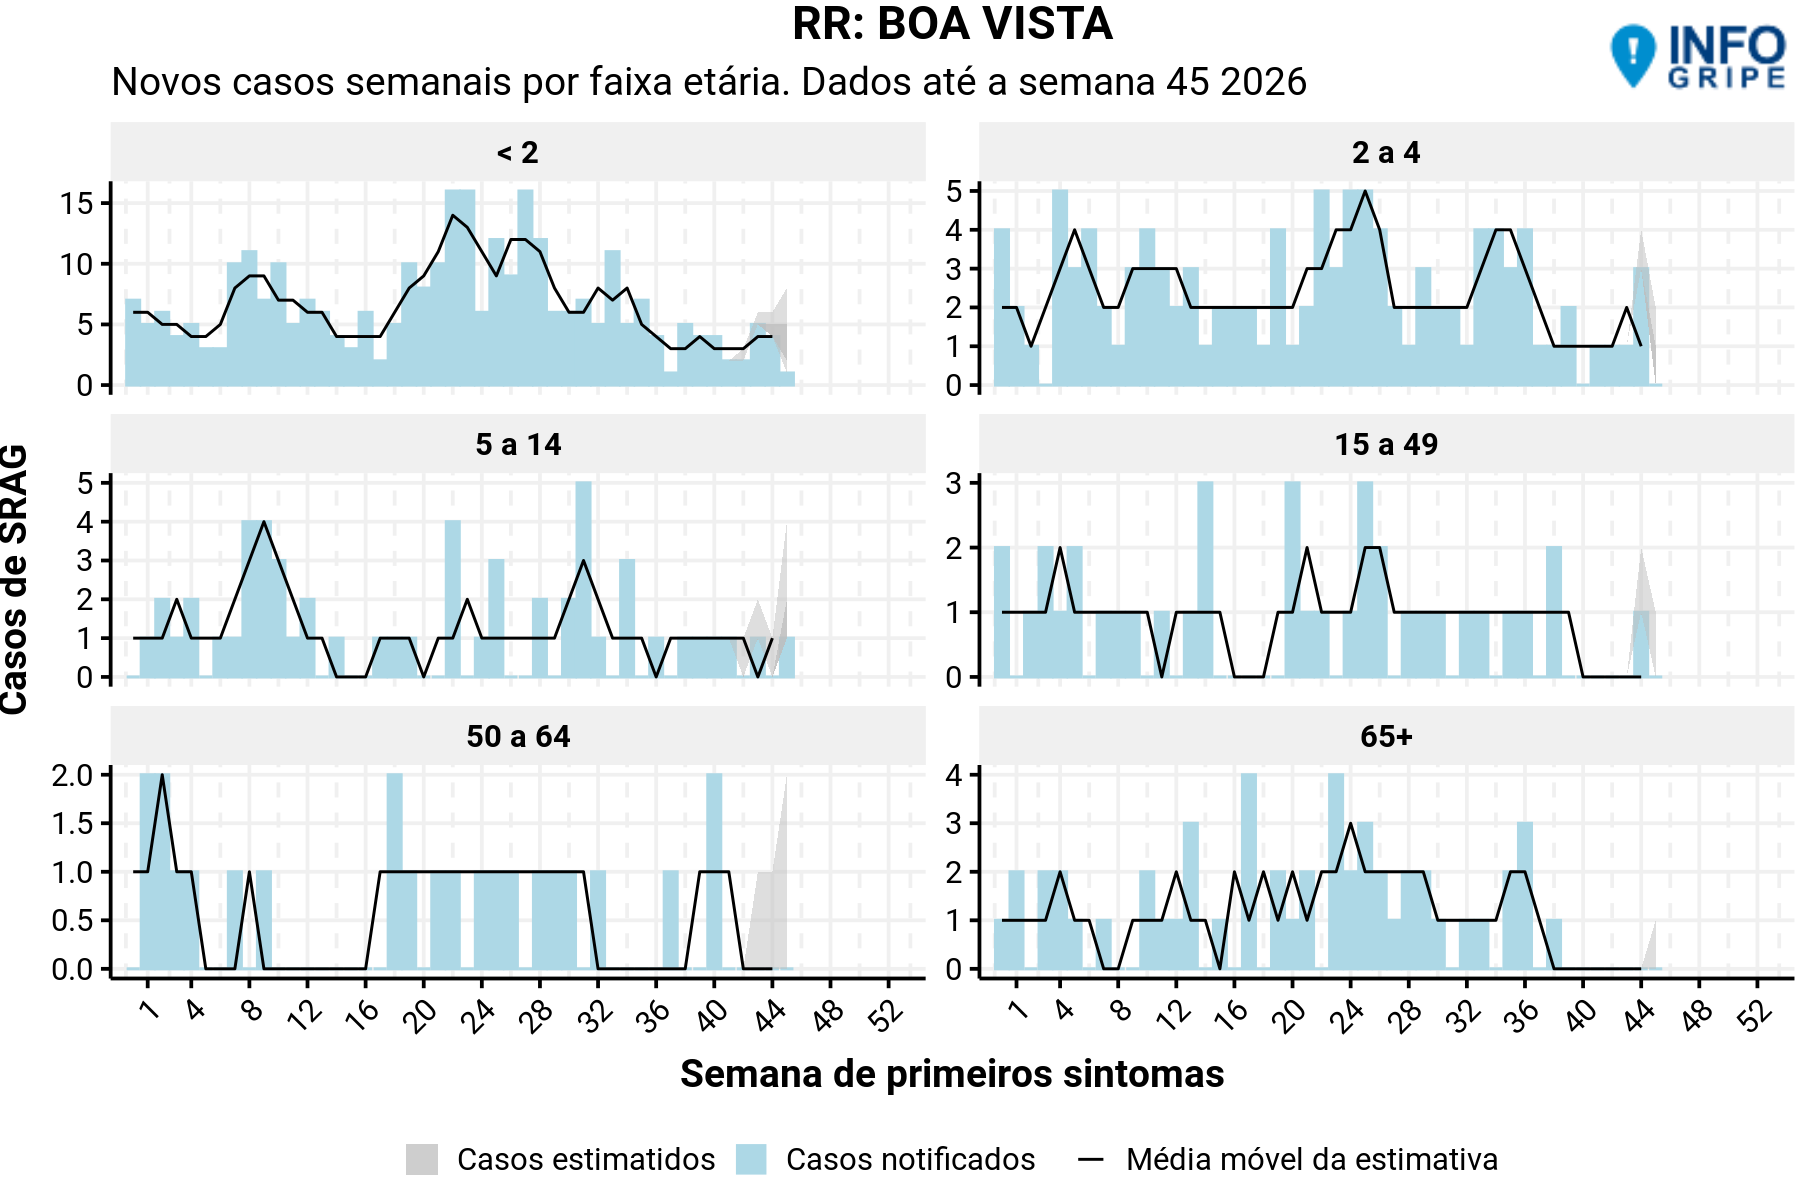 RR: BOA VISTA
INFO
GRIPE
Novos casos semanais por faixa etária. Dados até a semana 45 2026
< 2
2 a 4
15
10
5
0
5
4
3
2
1
0
5 a 14
15 a 49
5
4
3
2
1
0
3
2
1
0
50 a 64
65+
2.0
1.5
1.0
0.5
0.0
4
3
2
1
0
1 4 8 12 16 20 24 28 32 36 40 44 48 52
1 4 8 12 16 20 24 28 32 36 40 44 48 52
Casos de SRAG
Semana de primeiros sintomas
Casos estimatidos Casos notificados Média móvel da estimativa